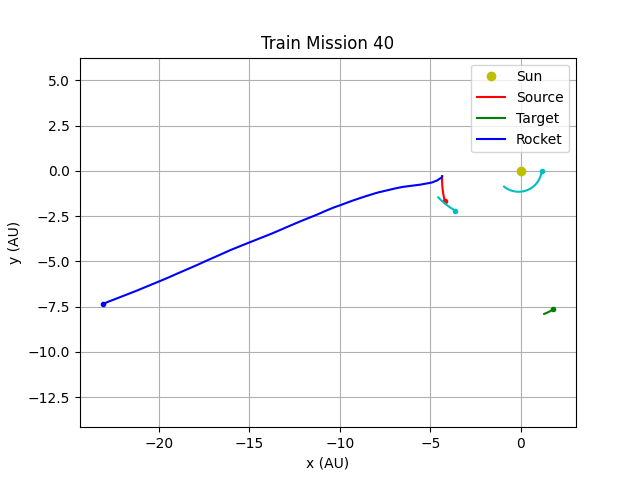 Train Mission 40
Sun
Source
Target
Rocket
y (AU)
5.0
2.5
0.0
−2.5
−5.0
−7.5
−10.0
−12.5
−20
−15
−10
−5
0
x (AU)